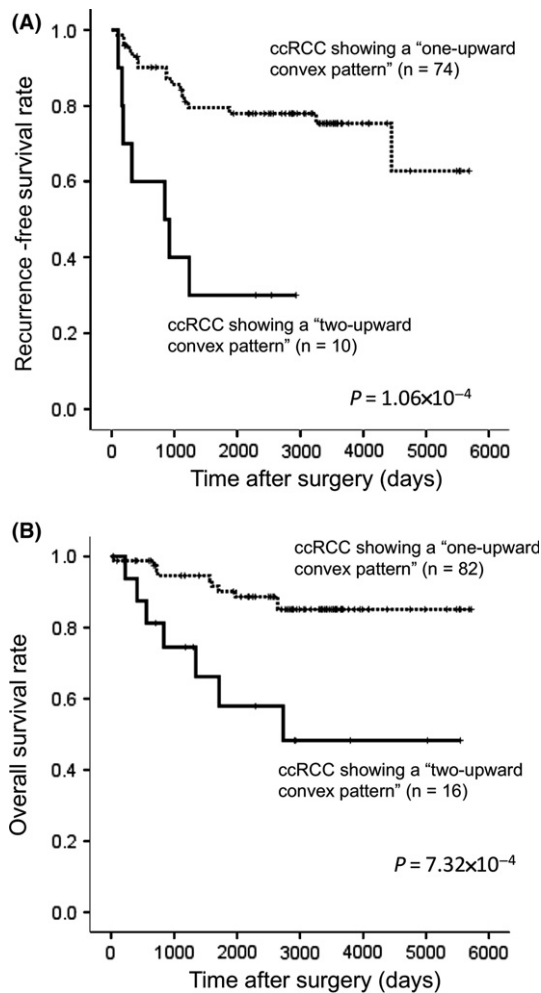 (A)
1.0
0.8
0.6
0.4
0.2
0.0
Recurrence -free survival rate
ccRCC showing a “one-upward
convex pattern” (n = 74)
ccRCC showing a “two-upward
convex pattern” (n = 10)
P = 1.06×10⁻⁴
0 1000 2000 3000 4000 5000 6000
Time after surgery (days)
(B)
1.0
0.8
0.6
0.4
0.2
0.0
Overall survival rate
ccRCC showing a “one-upward
convex pattern” (n = 82)
ccRCC showing a “two-upward
convex pattern” (n = 16)
P = 7.32×10⁻⁴
0 1000 2000 3000 4000 5000 6000
Time after surgery (days)